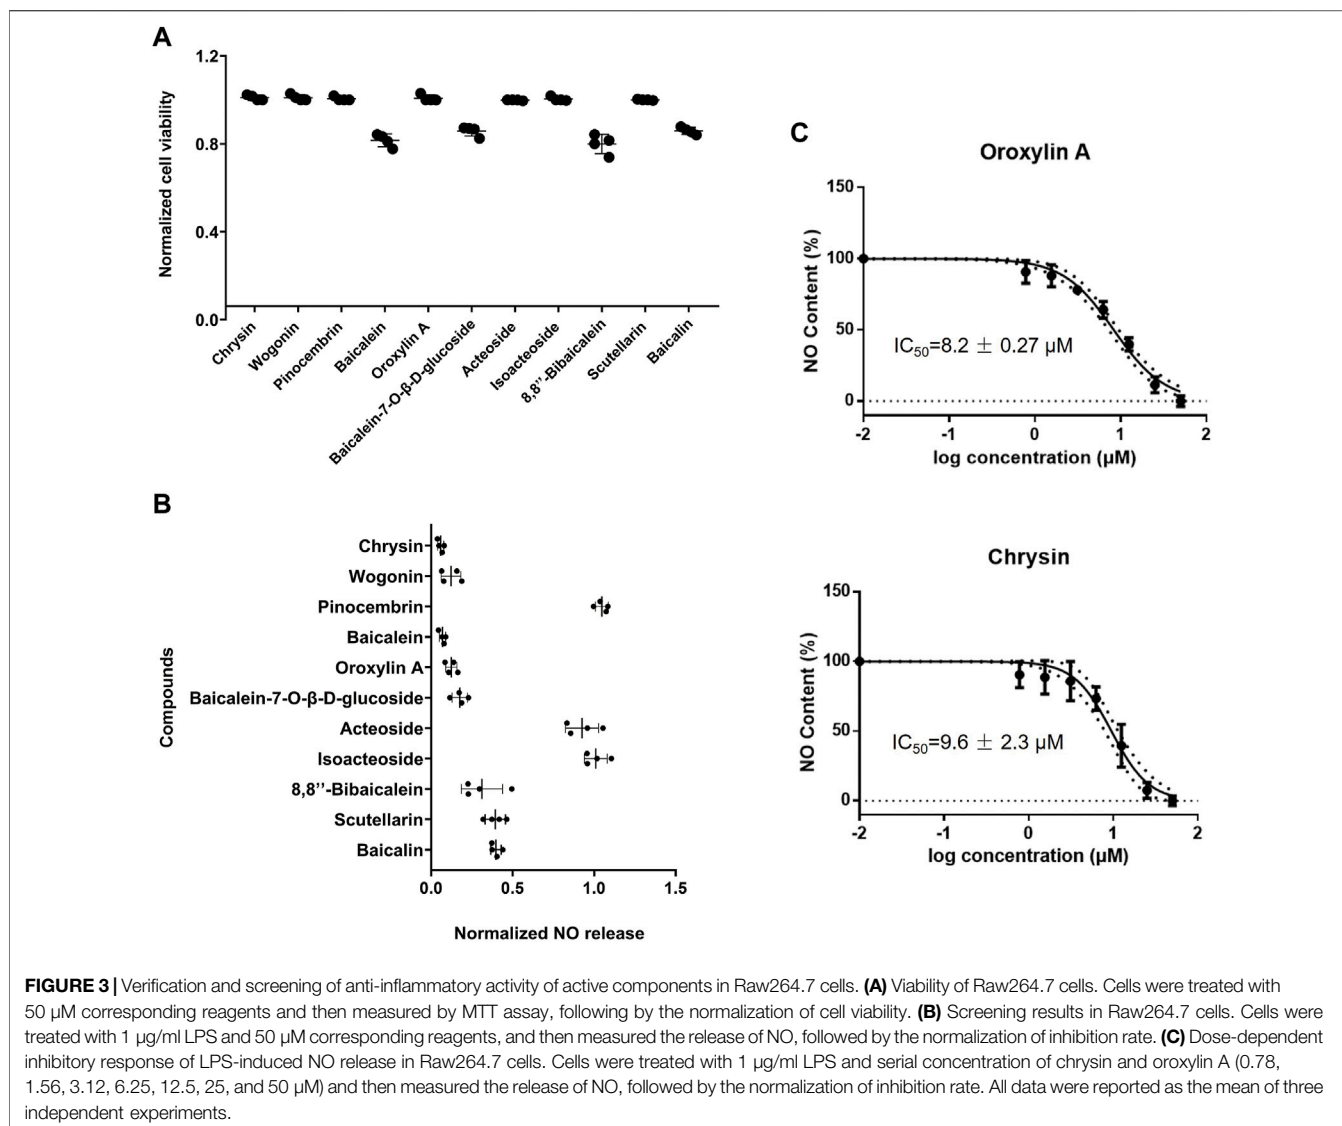 A
1.2
0.8
0.4
0.0
Normalized cell viability
Chrysin
Wogonin
Pinocembrin
Baicalein
Oroxylin A
Baicalein-7-O-β-D-glucoside
Acteoside
Isoacteoside
8,8’’-Bibaicalein
Scutellarin
Baicalin
B
Compounds
Chrysin
Wogonin
Pinocembrin
Baicalein
Oroxylin A
Baicalein-7-O-β-D-glucoside
Acteoside
Isoacteoside
8,8’’-Bibaicalein
Scutellarin
Baicalin
0.0 0.5 1.0 1.5
Normalized NO release
C
Oroxylin A
150
100
50
0
NO Content (%)
IC50=8.2 ± 0.27 µM
-2 -1 0 1 2
log concentration (µM)
Chrysin
150
100
50
0
NO Content (%)
IC50=9.6 ± 2.3 µM
-2 -1 0 1 2
log concentration (µM)
FIGURE 3 | Verification and screening of anti-inflammatory activity of active components in Raw264.7 cells. (A) Viability of Raw264.7 cells. Cells were treated with
50 µM corresponding reagents and then measured by MTT assay, following by the normalization of cell viability. (B) Screening results in Raw264.7 cells. Cells were
treated with 1 µg/ml LPS and 50 µM corresponding reagents, and then measured the release of NO, followed by the normalization of inhibition rate. (C) Dose-dependent
inhibitory response of LPS-induced NO release in Raw264.7 cells. Cells were treated with 1 µg/ml LPS and serial concentration of chrysin and oroxylin A (0.78,
1.56, 3.12, 6.25, 12.5, 25, and 50 µM) and then measured the release of NO, followed by the normalization of inhibition rate. All data were reported as the mean of three
independent experiments.